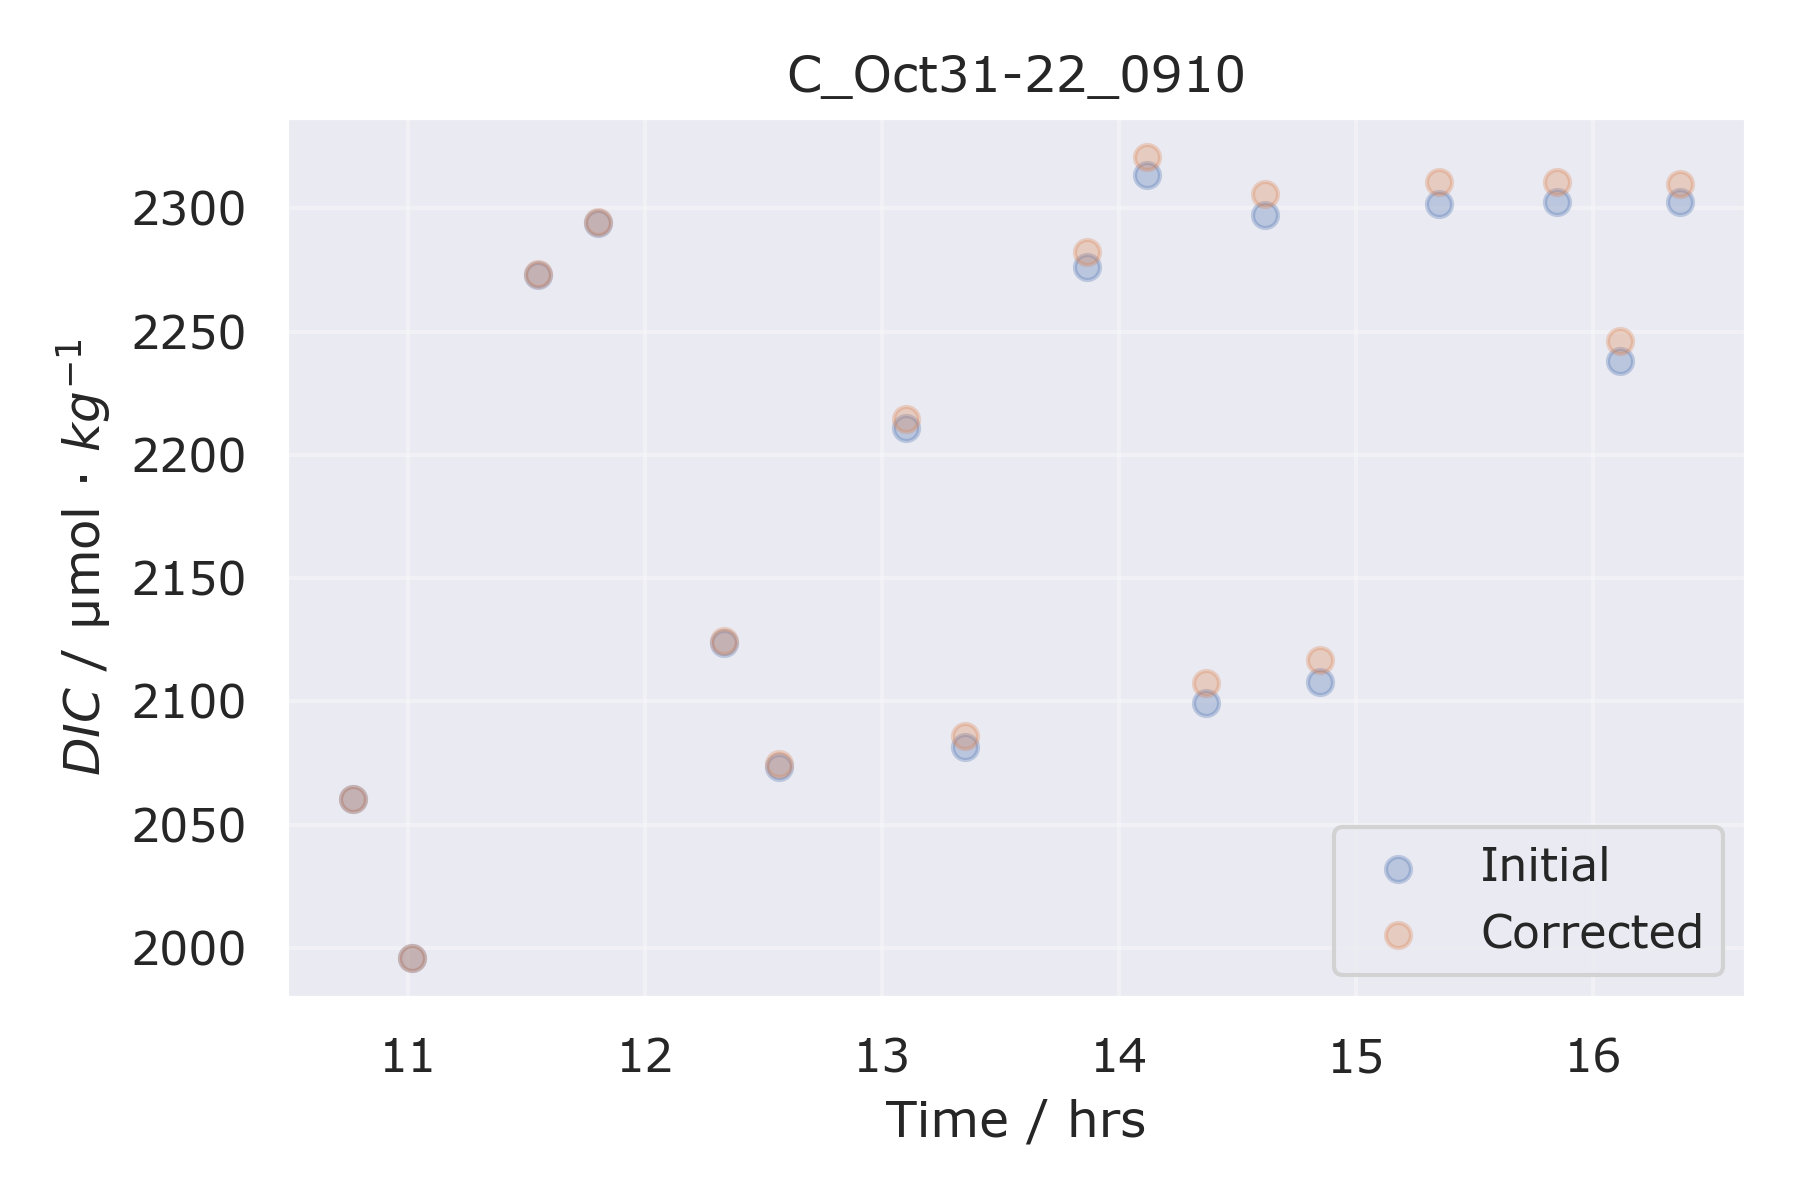 C_Oct31-22_0910
DIC / µmol · kg⁻¹
2300
2250
2200
2150
2100
2050
2000
Initial
Corrected
11 12 13 14 15 16
Time / hrs